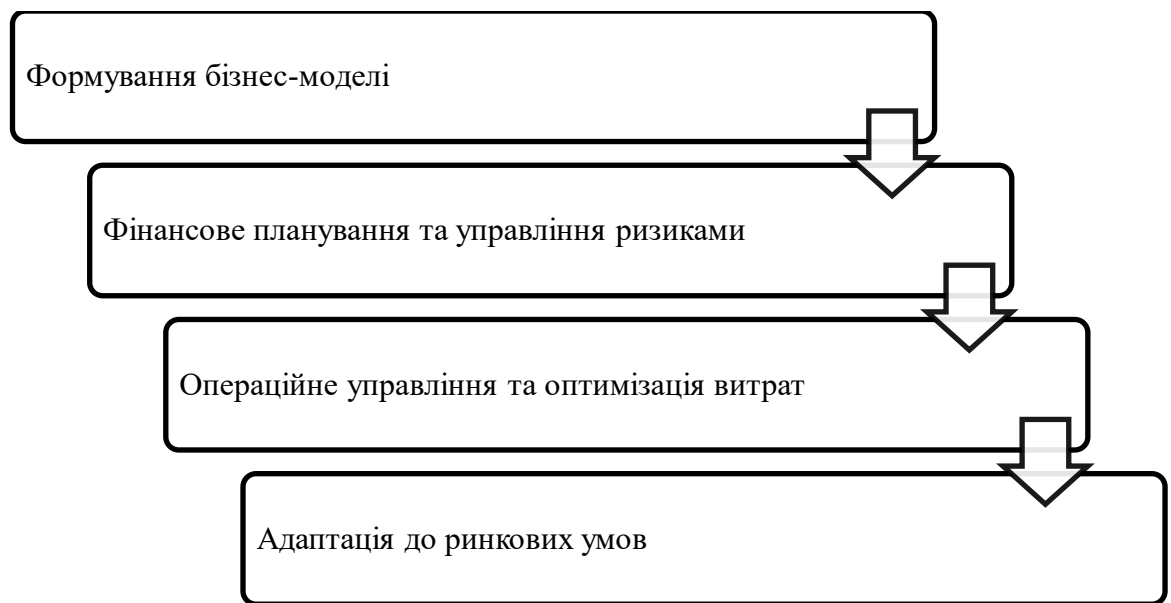 Формування бізнес-моделі
Фінансове планування та управління ризиками
Операційне управління та оптимізація витрат
Адаптація до ринкових умов